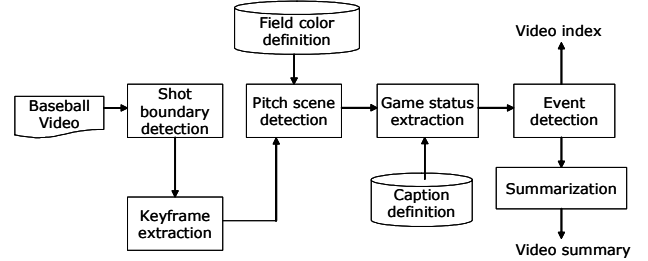 Field color
definition
Video index
Baseball
Video
Shot
boundary
detection
Pitch scene
detection
Game status
extraction
Event
detection
Keyframe
extraction
Caption
definition
Summarization
Video summary